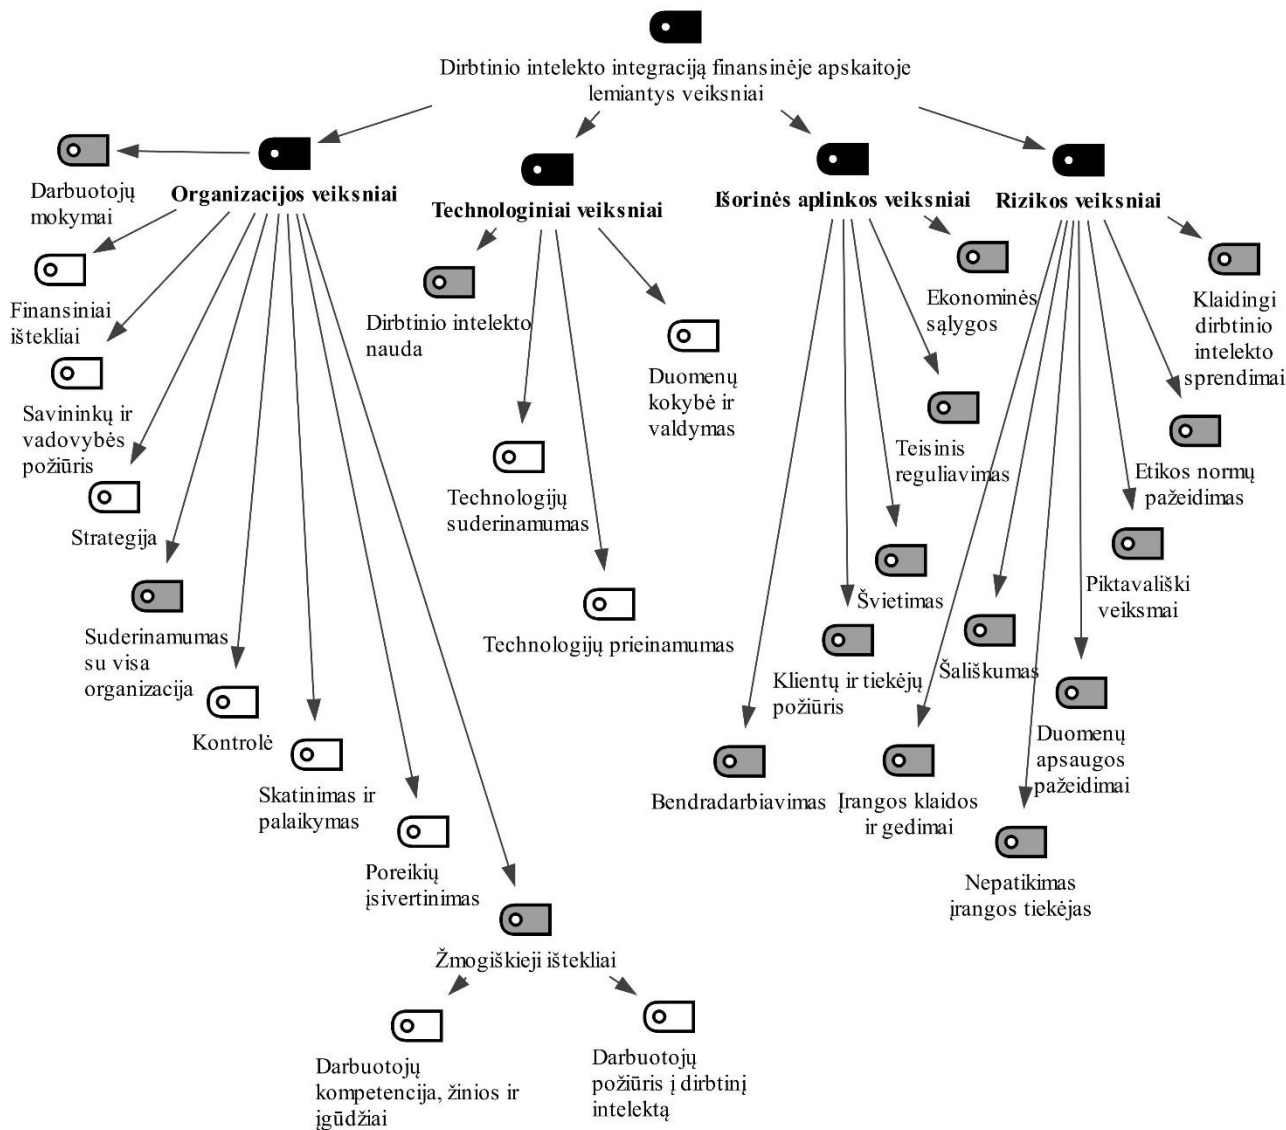 Dirbtinio intelekto integraciją finansinėje apskaitoje
lemiantys veiksniai
Organizacijos veiksniai
Technologiniai veiksniai
Išorinės aplinkos veiksniai
Rizikos veiksniai
Darbuotojų
mokymai
Finansiniai
ištekliai
Savininkų ir
vadovybės
požiūris
Strategija
Suderinamumas
su visa
organizacija
Kontrolė
Skatinimas ir
palaikymas
Poreikių
įsivertinimas
Žmogiškieji ištekliai
Darbuotojų
kompetencija, žinios ir
įgūdžiai
Darbuotojų
požiūris į dirbtinį
intelektą
Dirbtinio intelekto
nauda
Duomenų
kokybė ir
valdymas
Technologijų
suderinamumas
Technologijų prieinamumas
Ekonominės
sąlygos
Teisinis
reguliavimas
Švietimas
Klientų ir tiekėjų
požiūris
Bendradarbiavimas
Klaidingi
dirbtinio
intelekto
sprendimai
Etikos normų
pažeidimas
Piktavališki
veiksmai
Šališkumas
Duomenų
apsaugos
pažeidimai
Įrangos klaidos
ir gedimai
Nepatikimas
įrangos tiekėjas